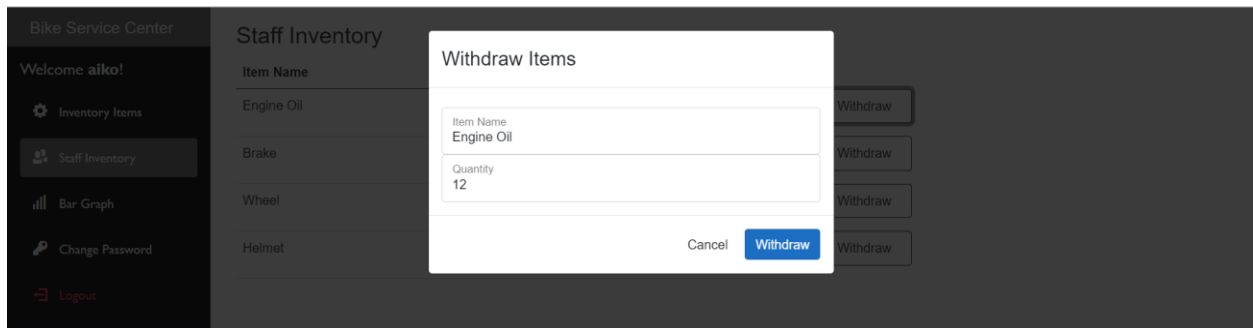 Bike Service Center
Welcome aiko!
Inventory Items
Staff Inventory
Bar Graph
Change Password
Logout
Staff Inventory
Item Name
Engine Oil
Withdraw
Brake
Withdraw
Wheel
Withdraw
Helmet
Withdraw
Withdraw Items
Item Name
Engine Oil
Quantity
12
Cancel Withdraw